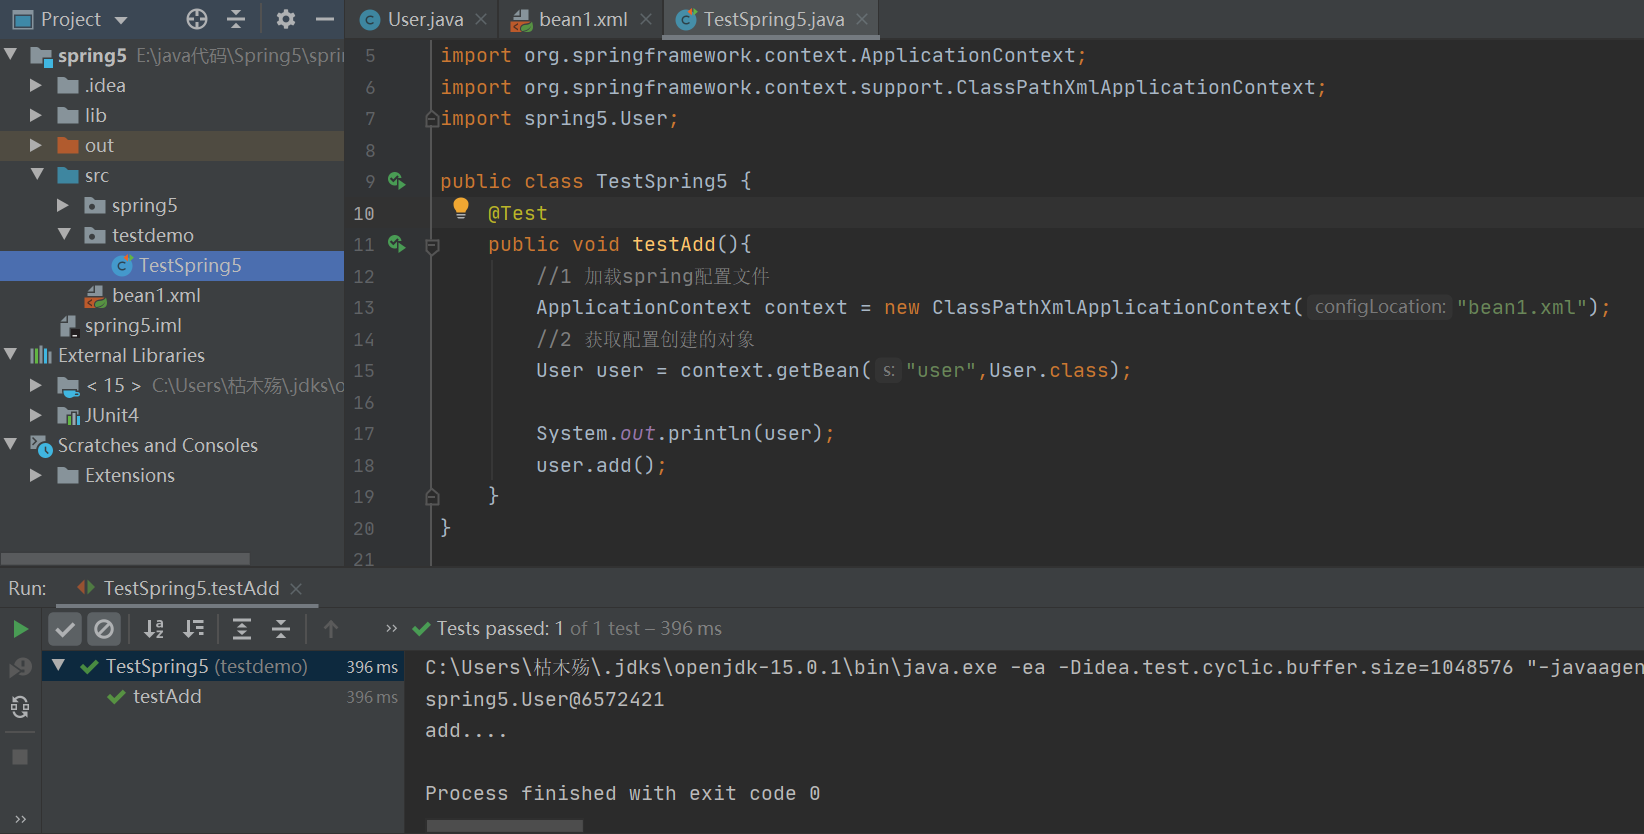 Project
User.java
bean1.xml
TestSpring5.java
spring5 E:\java代码\Spring5\sprin
.idea
lib
out
src
spring5
testdemo
TestSpring5
bean1.xml
spring5.iml
External Libraries
< 15 > C:\Users\枯木殇\.jdks\o
JUnit4
Scratches and Consoles
Extensions
5 import org.springframework.context.ApplicationContext;
6 import org.springframework.context.support.ClassPathXmlApplicationContext;
7 import spring5.User;
8
9 public class TestSpring5 {
10 @Test
11 public void testAdd(){
12 //1 加载spring配置文件
13 ApplicationContext context = new ClassPathXmlApplicationContext( configLocation: "bean1.xml");
14 //2 获取配置创建的对象
15 User user = context.getBean( s: "user",User.class);
16
17 System.out.println(user);
18 user.add();
19 }
20 }
21
Run: TestSpring5.testAdd
Tests passed: 1 of 1 test – 396 ms
TestSpring5 (testdemo) 396 ms
testAdd 396 ms
C:\Users\枯木殇\.jdks\openjdk-15.0.1\bin\java.exe -ea -Didea.test.cyclic.buffer.size=1048576 "-javaagen
spring5.User@6572421
add....
Process finished with exit code 0